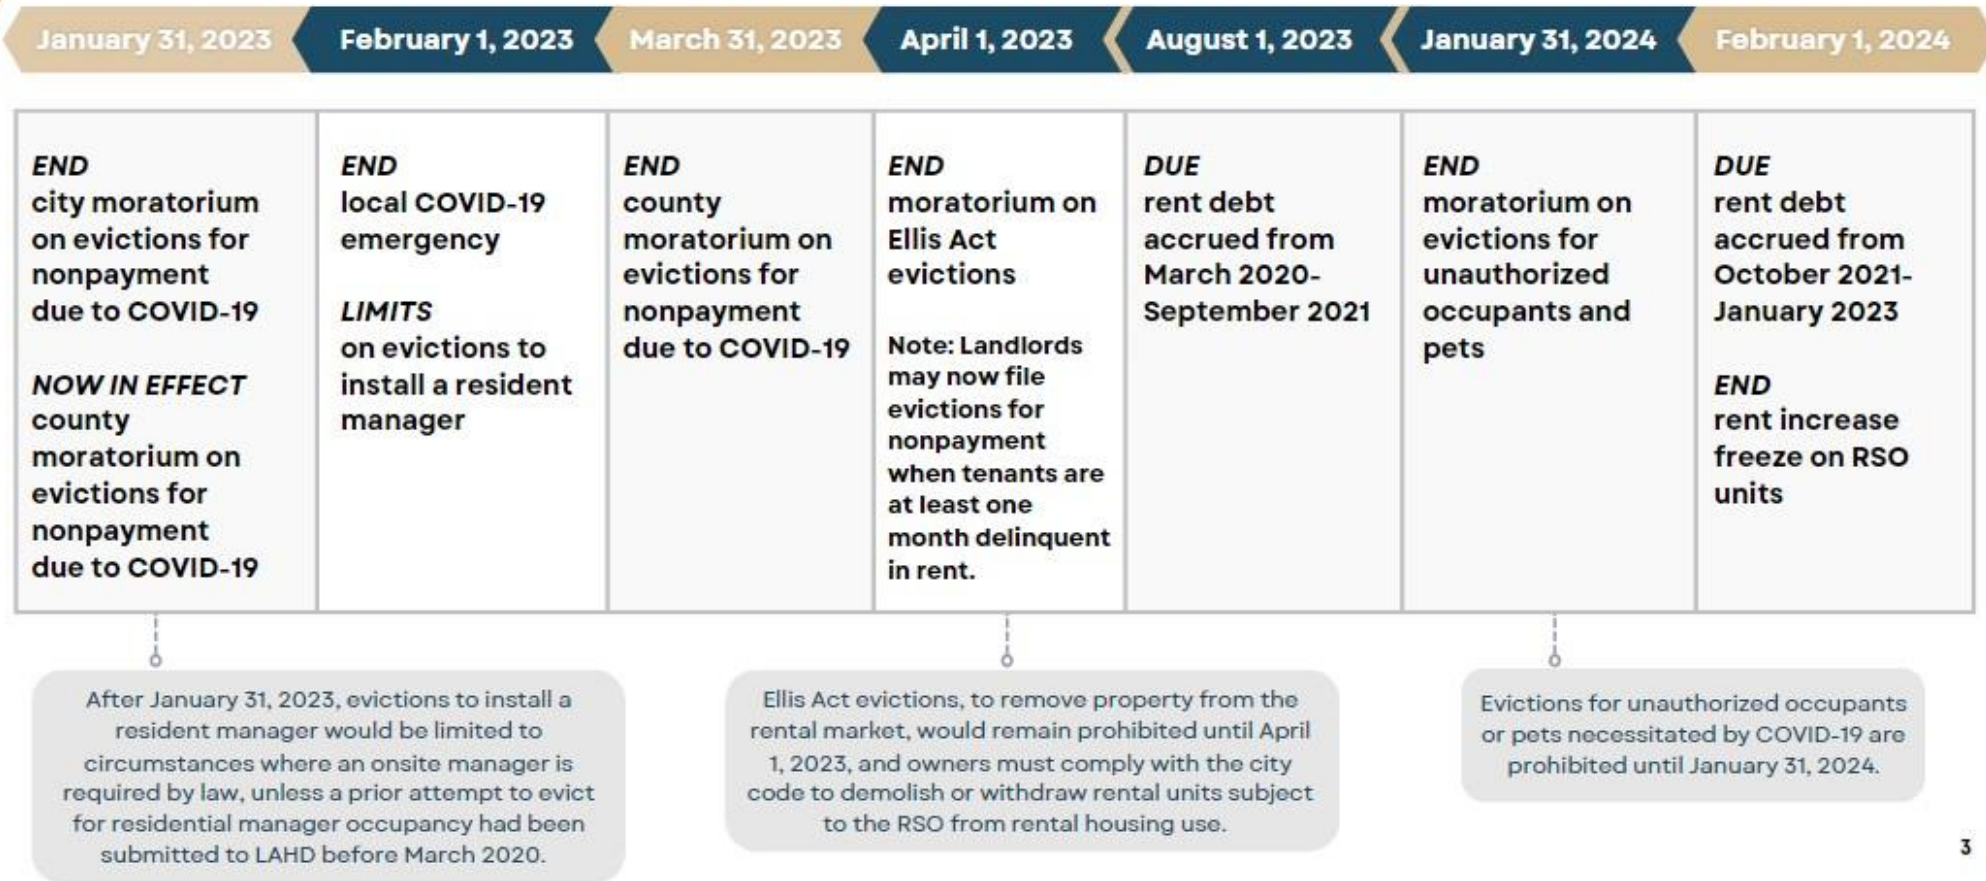 January 31, 2023
February 1, 2023
March 31, 2023
April 1, 2023
August 1, 2023
January 31, 2024
February 1, 2024
END
city moratorium
on evictions for
nonpayment
due to COVID-19
NOW IN EFFECT
county
moratorium on
evictions for
nonpayment
due to COVID-19
END
local COVID-19
emergency
LIMITS
on evictions to
install a resident
manager
END
county
moratorium on
evictions for
nonpayment
due to COVID-19
END
moratorium on
Ellis Act
evictions
Note: Landlords
may now file
evictions for
nonpayment
when tenants are
at least one
month delinquent
in rent.
DUE
rent debt
accrued from
March 2020-
September 2021
END
moratorium on
evictions for
unauthorized
occupants and
pets
DUE
rent debt
accrued from
October 2021-
January 2023
END
rent increase
freeze on RSO
units
After January 31, 2023, evictions to install a
resident manager would be limited to
circumstances where an onsite manager is
required by law, unless a prior attempt to evict
for residential manager occupancy had been
submitted to LAHD before March 2020.
Ellis Act evictions, to remove property from the
rental market, would remain prohibited until April
1, 2023, and owners must comply with the city
code to demolish or withdraw rental units subject
to the RSO from rental housing use.
Evictions for unauthorized occupants
or pets necessitated by COVID-19 are
prohibited until January 31, 2024.
3